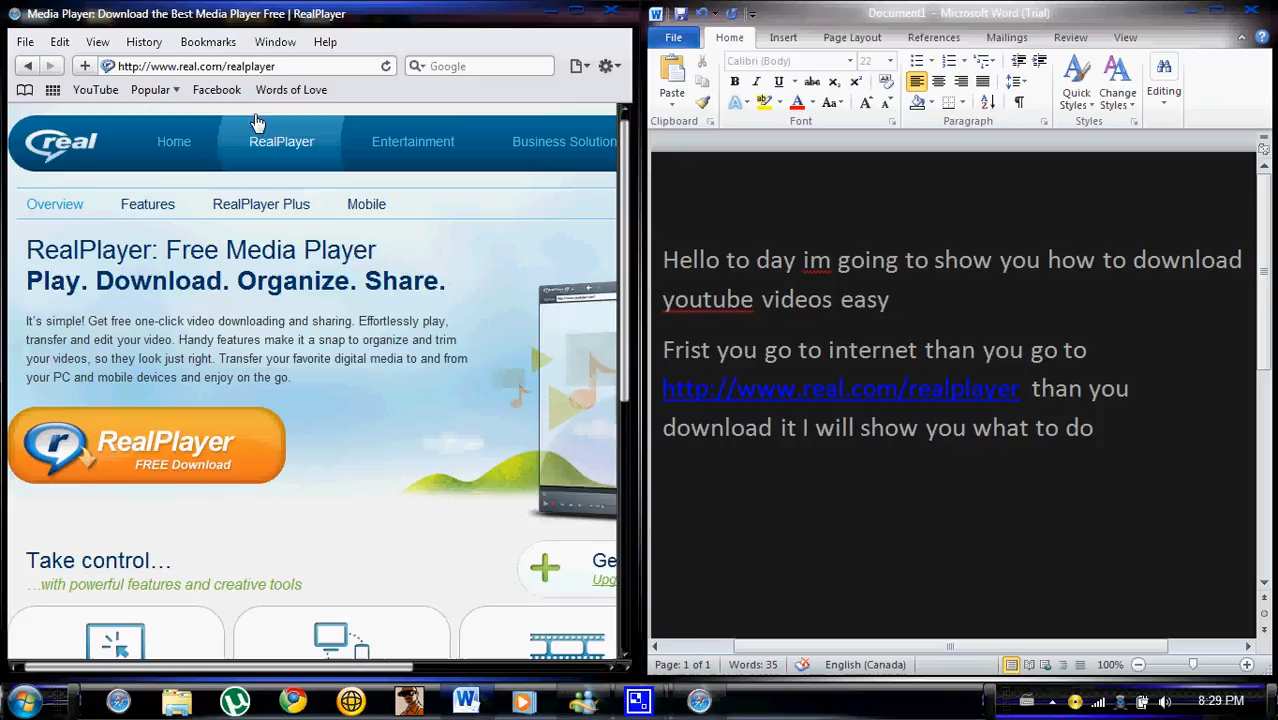 Media Player: Download the Best Media Player Free | RealPlayer
File Edit View History Bookmarks Window Help
http://www.real.com/realplayer
Google
YouTube Popular Facebook Words of Love
real Home RealPlayer Entertainment Business Solution
Overview Features RealPlayer Plus Mobile
RealPlayer: Free Media Player
Play. Download. Organize. Share.
It's simple! Get free one-click video downloading and sharing. Effortlessly play,
transfer and edit your video. Handy features make it a snap to organize and trim
your videos, so they look just right. Transfer your favorite digital media to and from
your PC and mobile devices and enjoy on the go.
RealPlayer
FREE Download
Take control…
…with powerful features and creative tools
Ge
Upg
Document1 - Microsoft Word (Trial)
File Home Insert Page Layout References Mailings Review View
Calibri (Body) 22
Paste
Quick Styles
Change Styles
Editing
Clipboard Font Paragraph Styles
Hello to day im going to show you how to download
youtube videos easy
Frist you go to internet than you go to
http://www.real.com/realplayer than you
download it I will show you what to do
Page: 1 of 1 Words: 35 English (Canada) 100%
8:29 PM